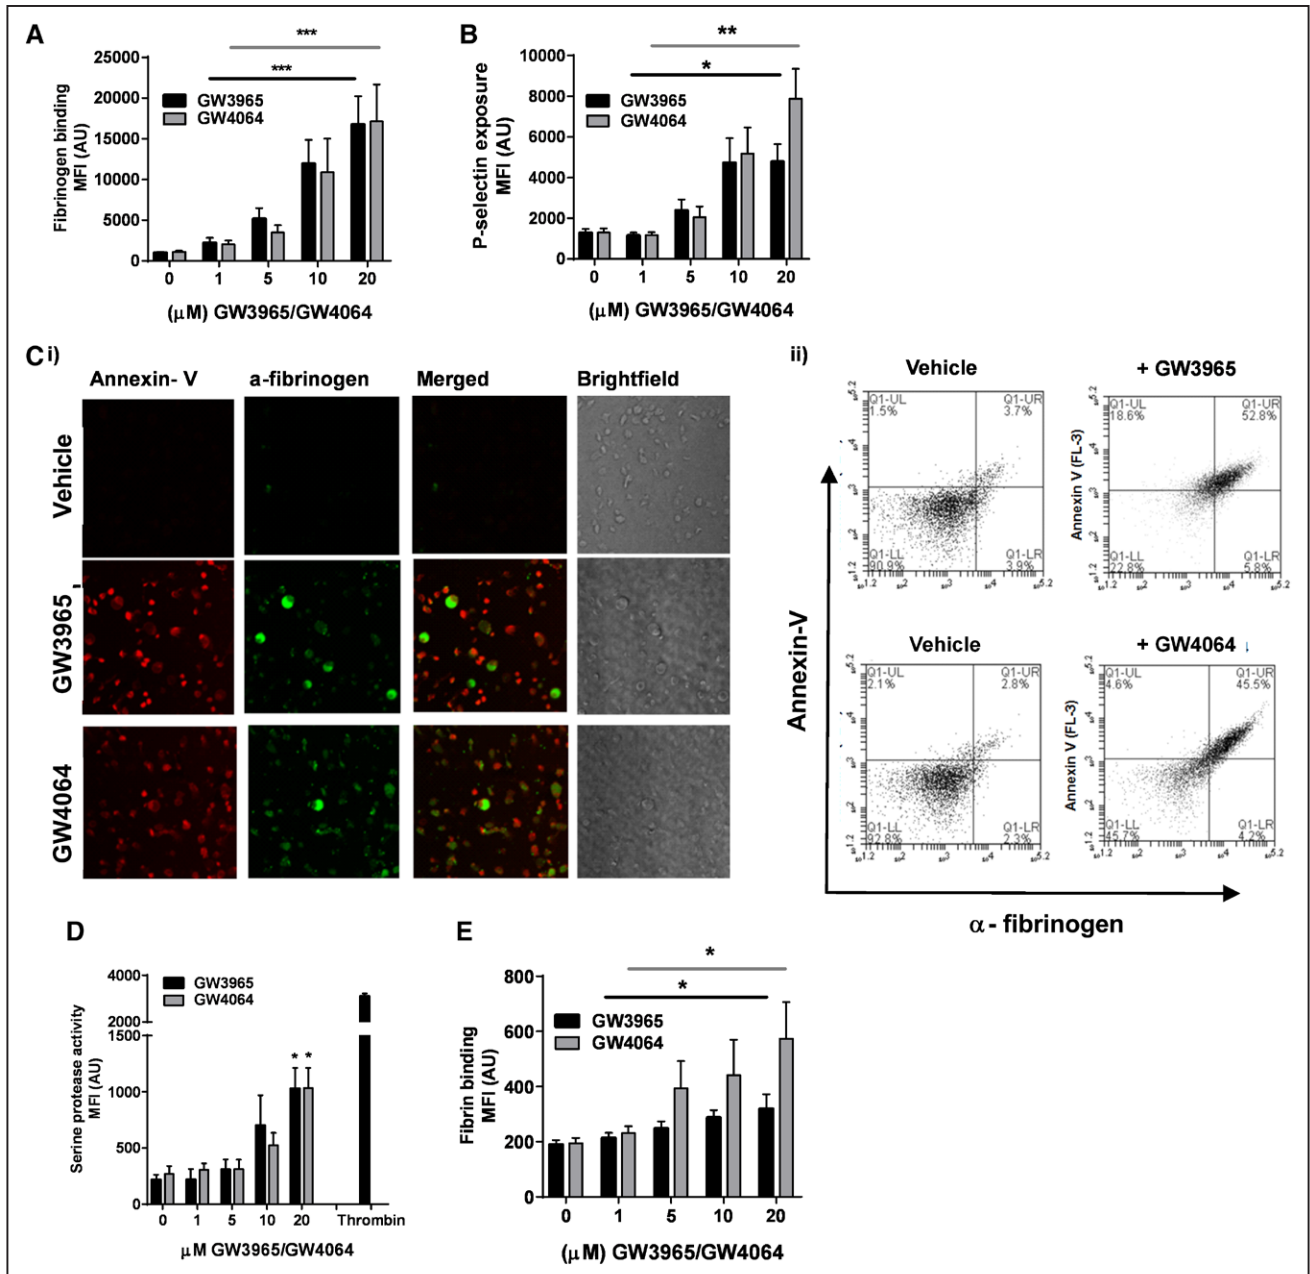 A
***
***
25000
20000
15000
10000
5000
0
Fibrinogen binding
MFI (AU)
GW3965
GW4064
0 1 5 10 20
(μM) GW3965/GW4064
B
**
*
10000
8000
6000
4000
2000
0
P-selectin exposure
MFI (AU)
GW3965
GW4064
0 1 5 10 20
(μM) GW3965/GW4064
C i)
Annexin- V a-fibrinogen Merged Brightfield
Vehicle
GW3965
GW4064
ii)
Vehicle
Q1-UL Q1-UR
1.5% 3.7%
Q1-LL Q1-LR
90.9% 3.9%
+ GW3965
Annexin V (FL-3)
Q1-UL Q1-UR
18.6% 52.8%
Q1-LL Q1-LR
22.8% 5.8%
Vehicle
Q1-UL Q1-UR
2.1% 2.8%
Q1-LL Q1-LR
92.8% 2.3%
+ GW4064 ↓
Annexin V (FL-3)
Q1-UL Q1-UR
4.6% 45.5%
Q1-LL Q1-LR
45.7% 4.2%
Annexin-V
α - fibrinogen
D
4000
2000
1500
1000
500
0
Serine protease activity
MFI (AU)
GW3965
GW4064
* *
0 1 5 10 20 Thrombin
μM GW3965/GW4064
E
*
*
800
600
400
200
0
Fibrin binding
MFI (AU)
GW3965
GW4064
0 1 5 10 20
(μM) GW3965/GW4064